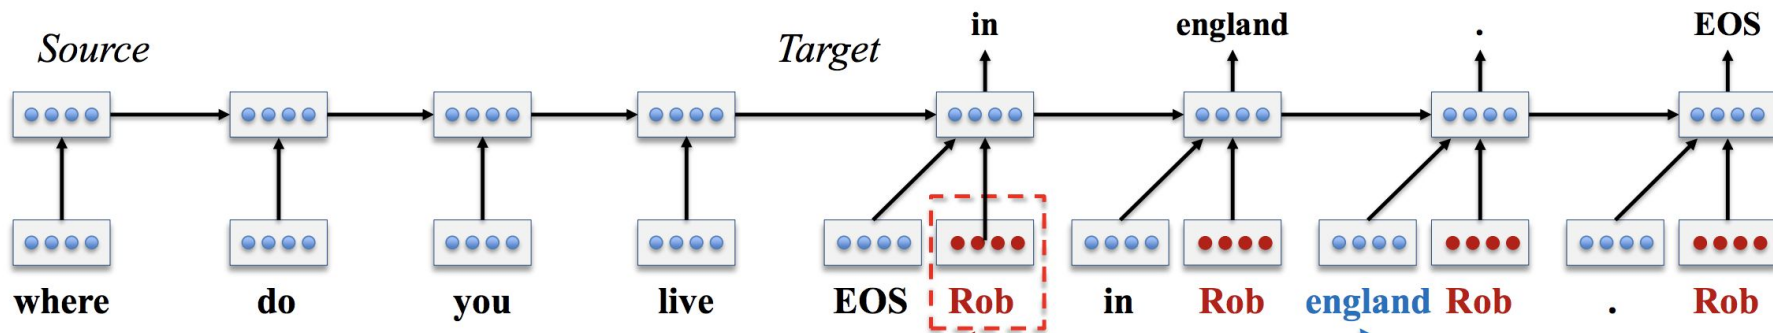 in england . EOS
Source Target
where do you live EOS Rob in Rob england Rob . Rob